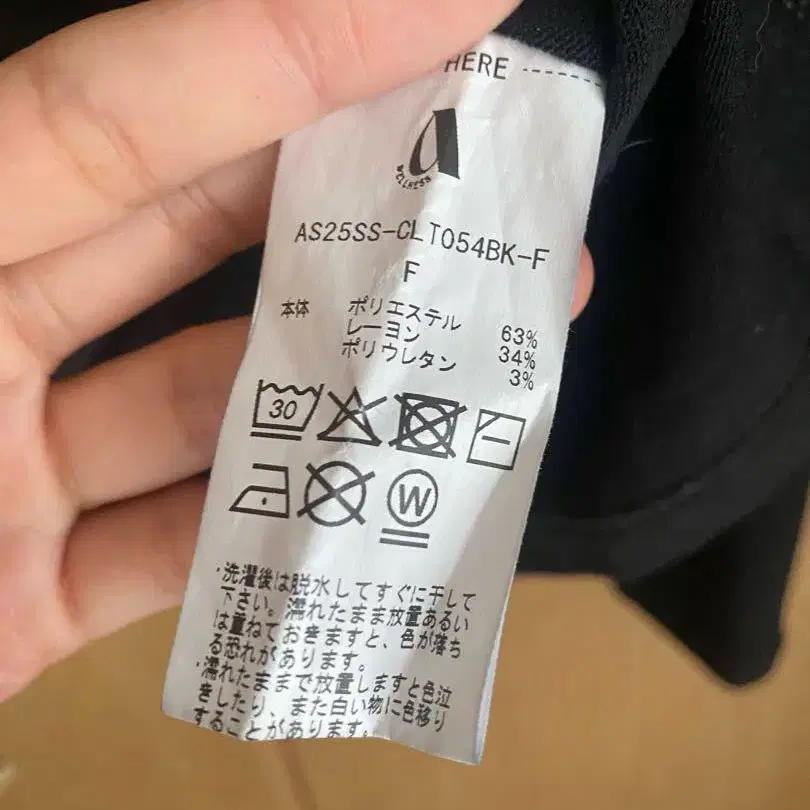 HERE
a
WELLNESS
AS25SS-CLT054BK-F
F
本体 ポリエステル 63%
レーヨン 34%
ポリウレタン 3%
30
W
・洗濯後は脱水してすぐに干して
下さい。濡れたまま放置あるい
は重ねておきますと、色が落ち
る恐れがあります。
・濡れたままで放置しますと色泣
きしたり、また白い物に色移り
することがあります。